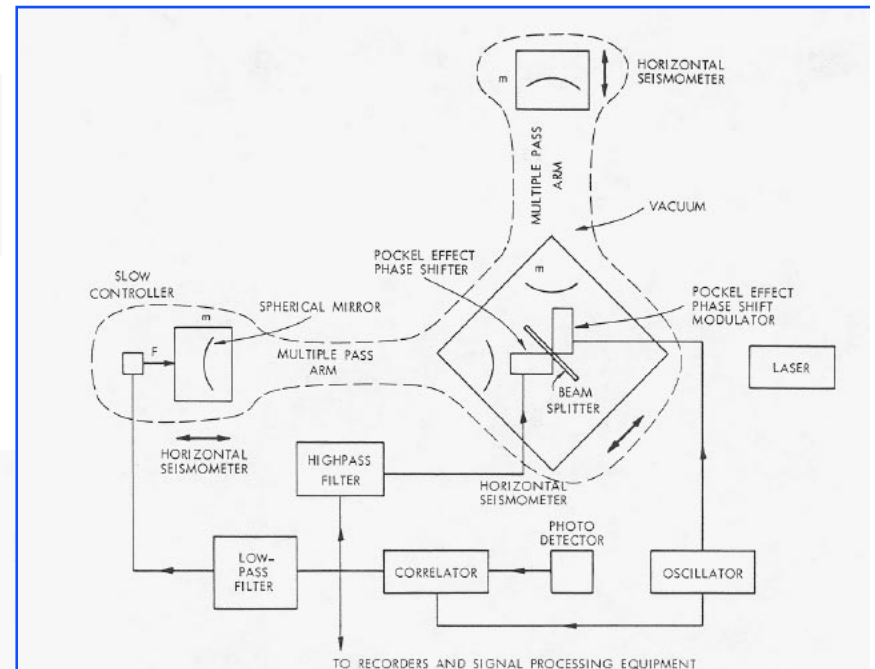 m
HORIZONTAL
SEISMOMETER
MULTIPLE PASS
ARM
VACUUM
POCKEL EFFECT
PHASE SHIFTER
m
SLOW
CONTROLLER
SPHERICAL MIRROR
m
POCKEL EFFECT
PHASE SHIFT
MODULATOR
F
MULTIPLE PASS
ARM
LASER
BEAM
SPLITTER
HORIZONTAL
SEISMOMETER
HIGHPASS
FILTER
HORIZONTAL
SEISMOMETER
PHOTO
DETECTOR
LOW-
PASS
FILTER
CORRELATOR
OSCILLATOR
TO RECORDERS AND SIGNAL PROCESSING EQUIPMENT